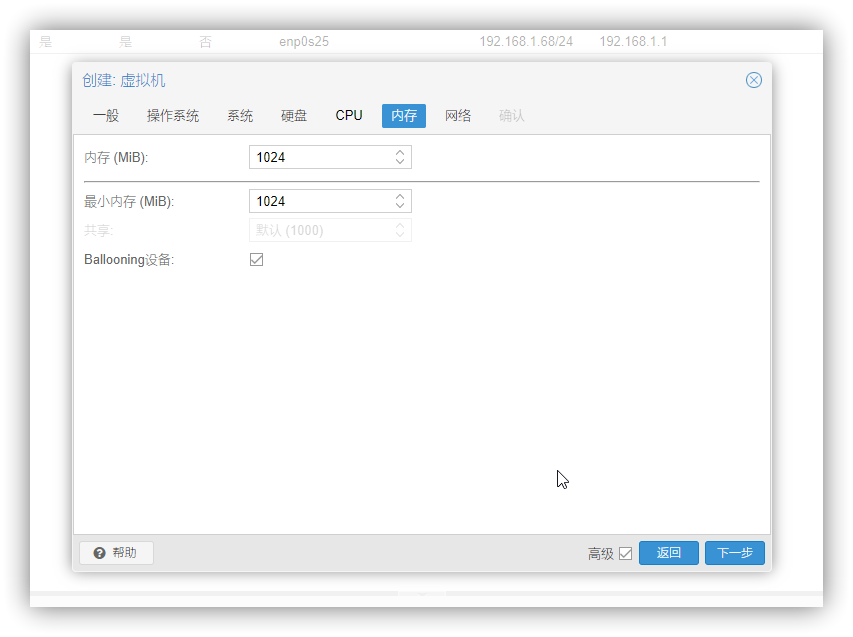 是 是 否 enp0s25 192.168.1.68/24 192.168.1.1
创建: 虚拟机
一般 操作系统 系统 硬盘 CPU 内存 网络 确认
内存 (MiB): 1024
最小内存 (MiB): 1024
共享: 默认 (1000)
Ballooning设备:
帮助 高级 返回 下一步